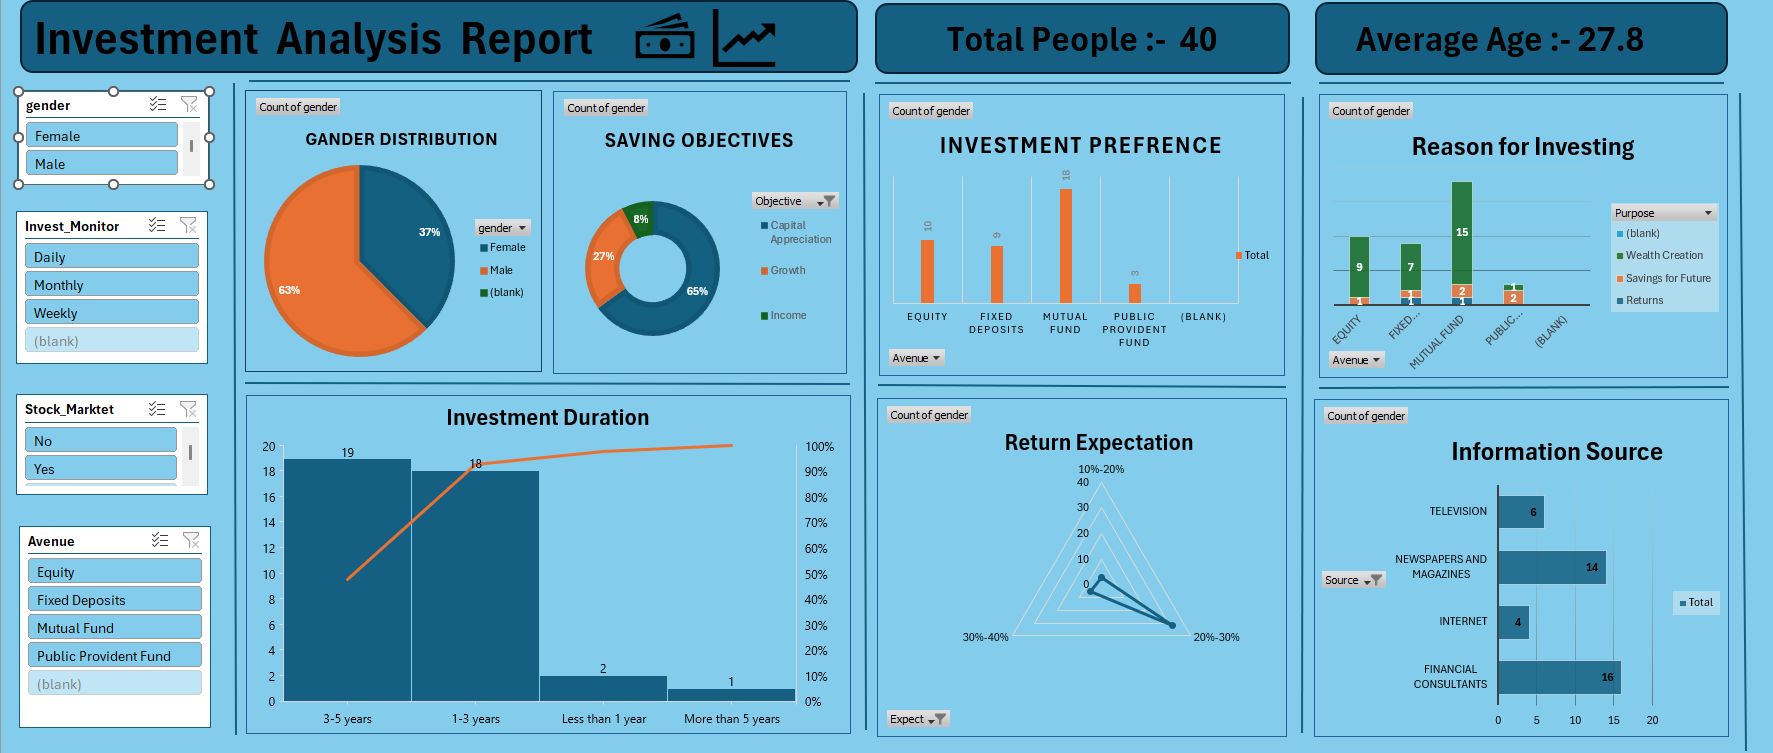 Investment Analysis Report
Total People :- 40
Average Age :- 27.8
gender
Female
Male
Invest_Monitor
Daily
Monthly
Weekly
(blank)
Stock_Marktet
No
Yes
Avenue
Equity
Fixed Deposits
Mutual Fund
Public Provident Fund
(blank)
Count of gender
GANDER DISTRIBUTION
37%
63%
gender
Female
Male
(blank)
Count of gender
SAVING OBJECTIVES
8%
27%
65%
Objective
Capital
Appreciation
Growth
Income
Count of gender
INVESTMENT PREFRENCE
10
9
18
3
Total
EQUITY
FIXED
DEPOSITS
MUTUAL
FUND
PUBLIC
PROVIDENT
FUND
(BLANK)
Avenue
Count of gender
Reason for Investing
9
1
7
1
1
15
2
1
1
2
EQUITY
FIXED...
MUTUAL FUND
PUBLIC...
(BLANK)
Purpose
(blank)
Wealth Creation
Savings for Future
Returns
Avenue
Investment Duration
20
18
16
14
12
10
8
6
4
2
0
19
18
2
1
100%
90%
80%
70%
60%
50%
40%
30%
20%
10%
0%
3-5 years
1-3 years
Less than 1 year
More than 5 years
Count of gender
Return Expectation
10%-20%
40
30
20
10
0
30%-40%
20%-30%
Expect
Count of gender
Information Source
TELEVISION
6
NEWSPAPERS AND
MAGAZINES
14
INTERNET
4
FINANCIAL
CONSULTANTS
16
0 5 10 15 20
Source
Total